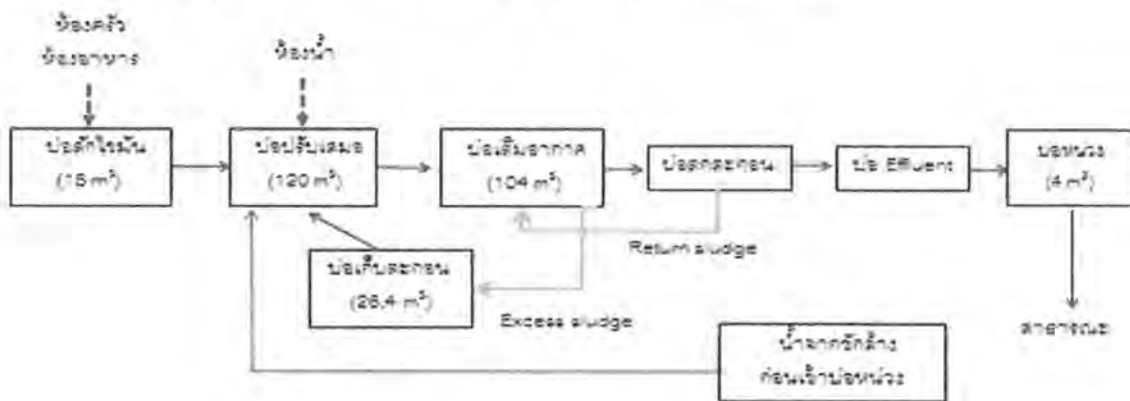 ห้องครัว
ห้องอาหาร
ห้องน้ำ
บ่อดักไขมัน
(16 m³)
บ่อปรับเสมอ
(120 m³)
บ่อเติมอากาศ
(104 m³)
บ่อตกตะกอน
บ่อ Effluent
บ่อหน่วง
(4 m³)
Return sludge
บ่อเก็บตะกอน
(26.4 m³)
Excess sludge
น้ำจากซักล้าง
ก่อนเข้าบ่อหน่วง
สาธารณะ